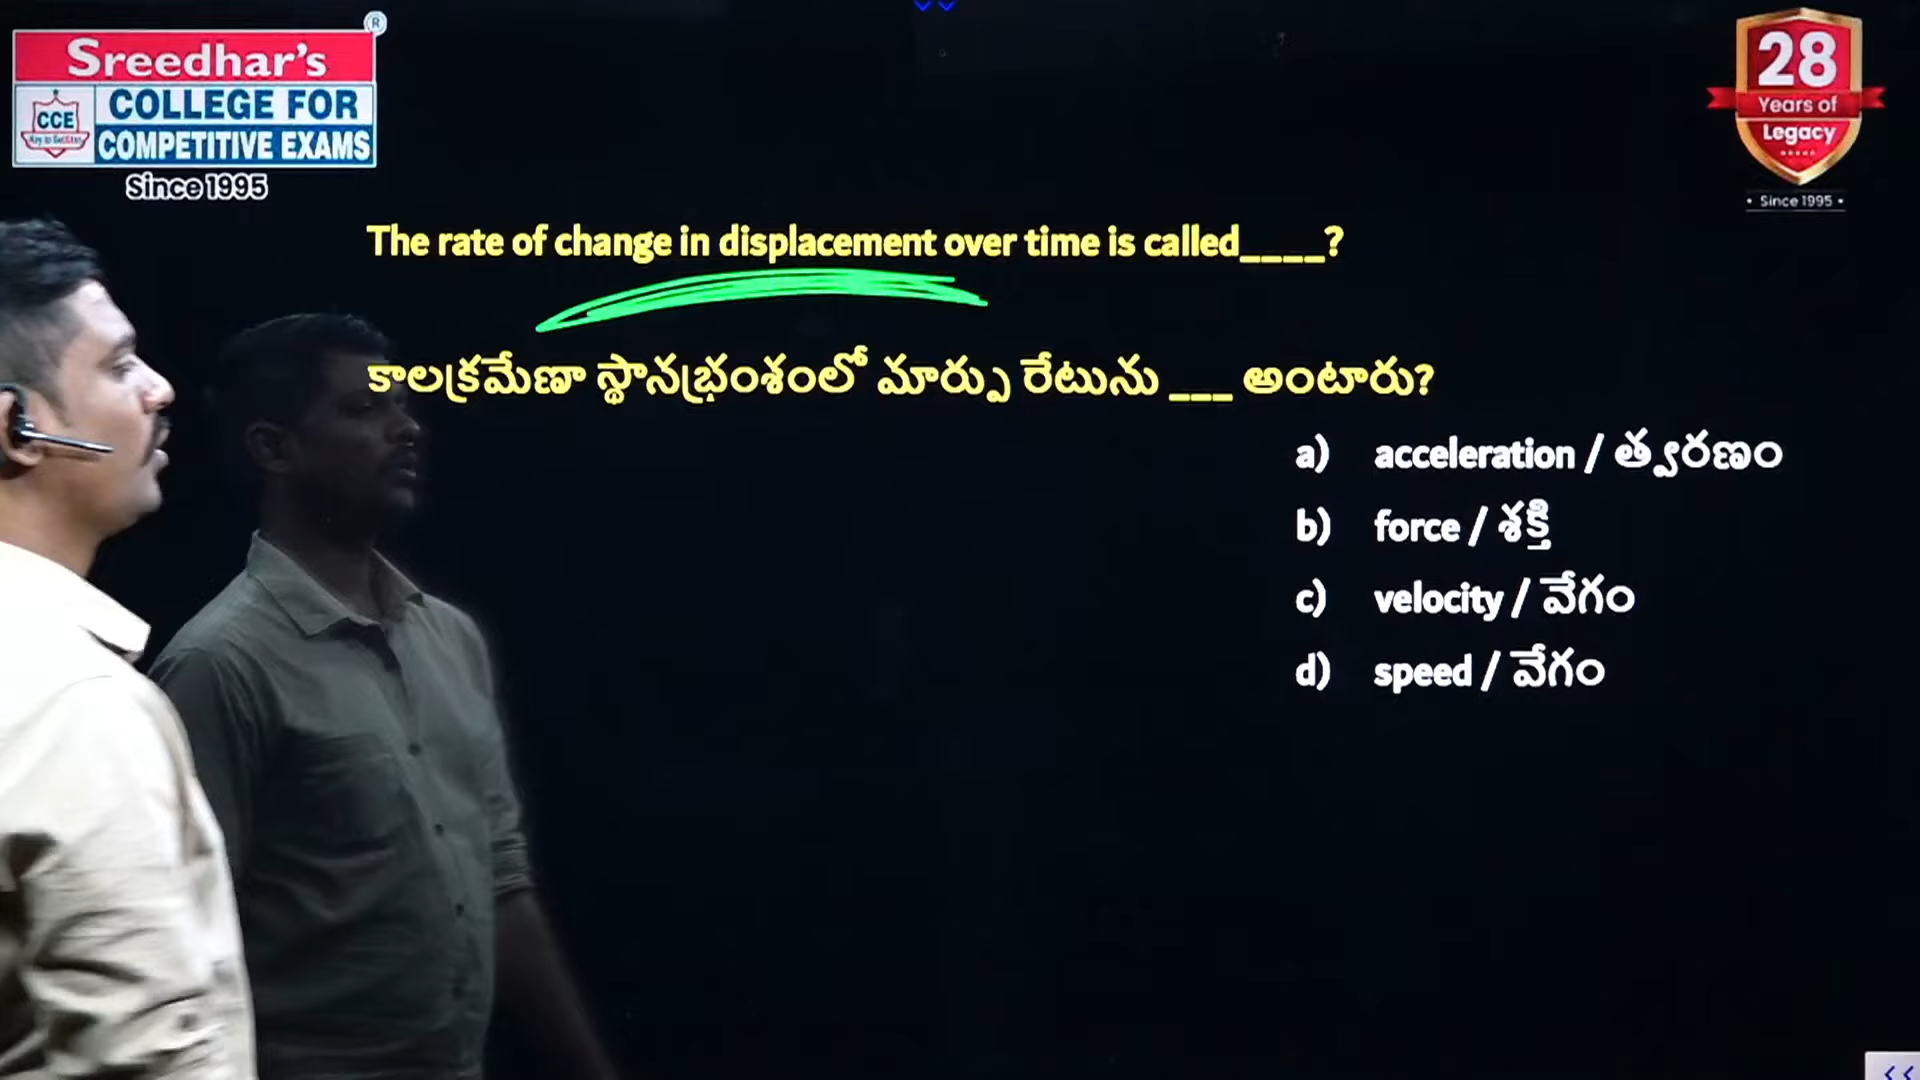 Sreedhar's
®
CCE
COLLEGE FOR
COMPETITIVE EXAMS
Since 1995
28
Years of
Legacy
• Since 1995 •
The rate of change in displacement over time is called____?
కాలక్రమేణా స్థానభ్రంశంలో మార్పు రేటును ___ అంటారు?
a) acceleration / త్వరణం
b) force / శక్తి
c) velocity / వేగం
d) speed / వేగం